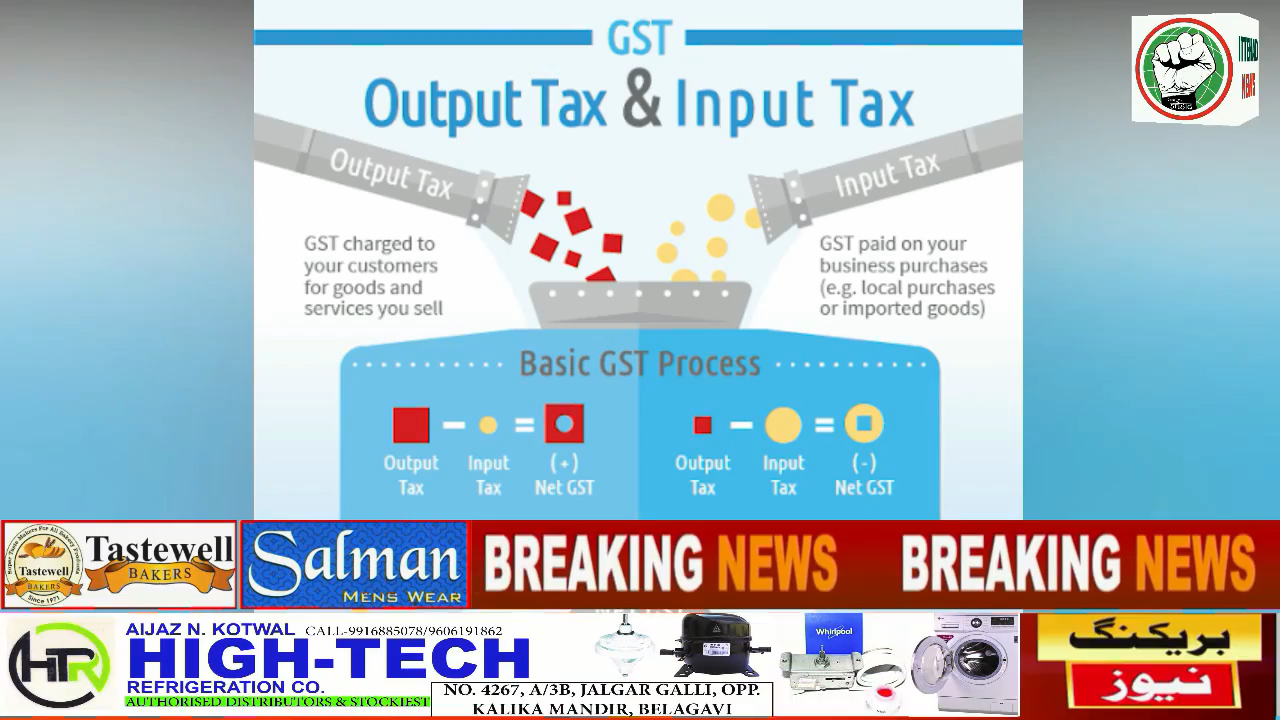 GST
Output Tax & Input Tax
Output Tax
Input Tax
GST charged to
your customers
for goods and
services you sell
GST paid on your
business purchases
(e.g. local purchases
or imported goods)
Basic GST Process
Output
Tax
Input
Tax
(+)
Net GST
Output
Tax
Input
Tax
(-)
Net GST
ITTEHAD
NEWS
Tastewell
Since 1971
Tastewell
BAKERS
Salman
MENS WEAR
BREAKING NEWS
BREAKING NEWS
HTR
AIJAZ N. KOTWAL CALL-9916885078/9606191862
HIGH-TECH
REFRIGERATION CO.
AUTHORISED DISTRIBUTORS & STOCKIEST
NO. 4267, A/3B, JALGAR GALLI, OPP.
KALIKA MANDIR, BELAGAVI
Whirlpool
بریکنگ
نیوز